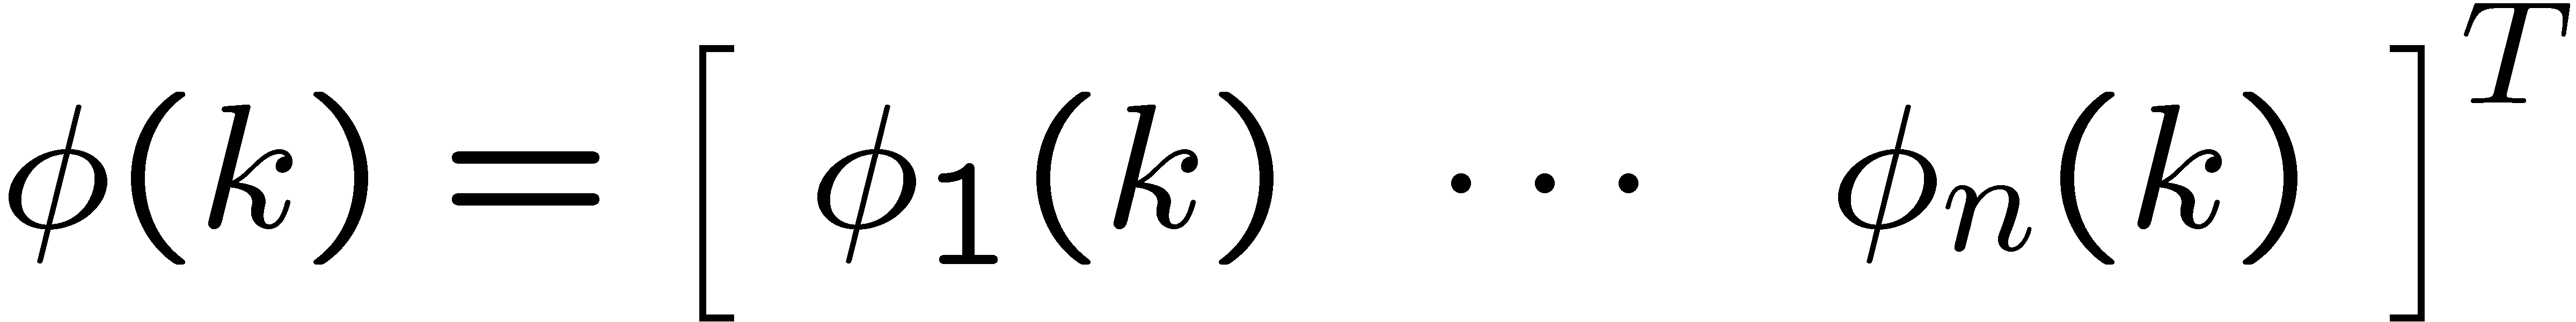 ϕ(k) = [ ϕ₁(k) ⋯ ϕₙ(k) ]ᵀ